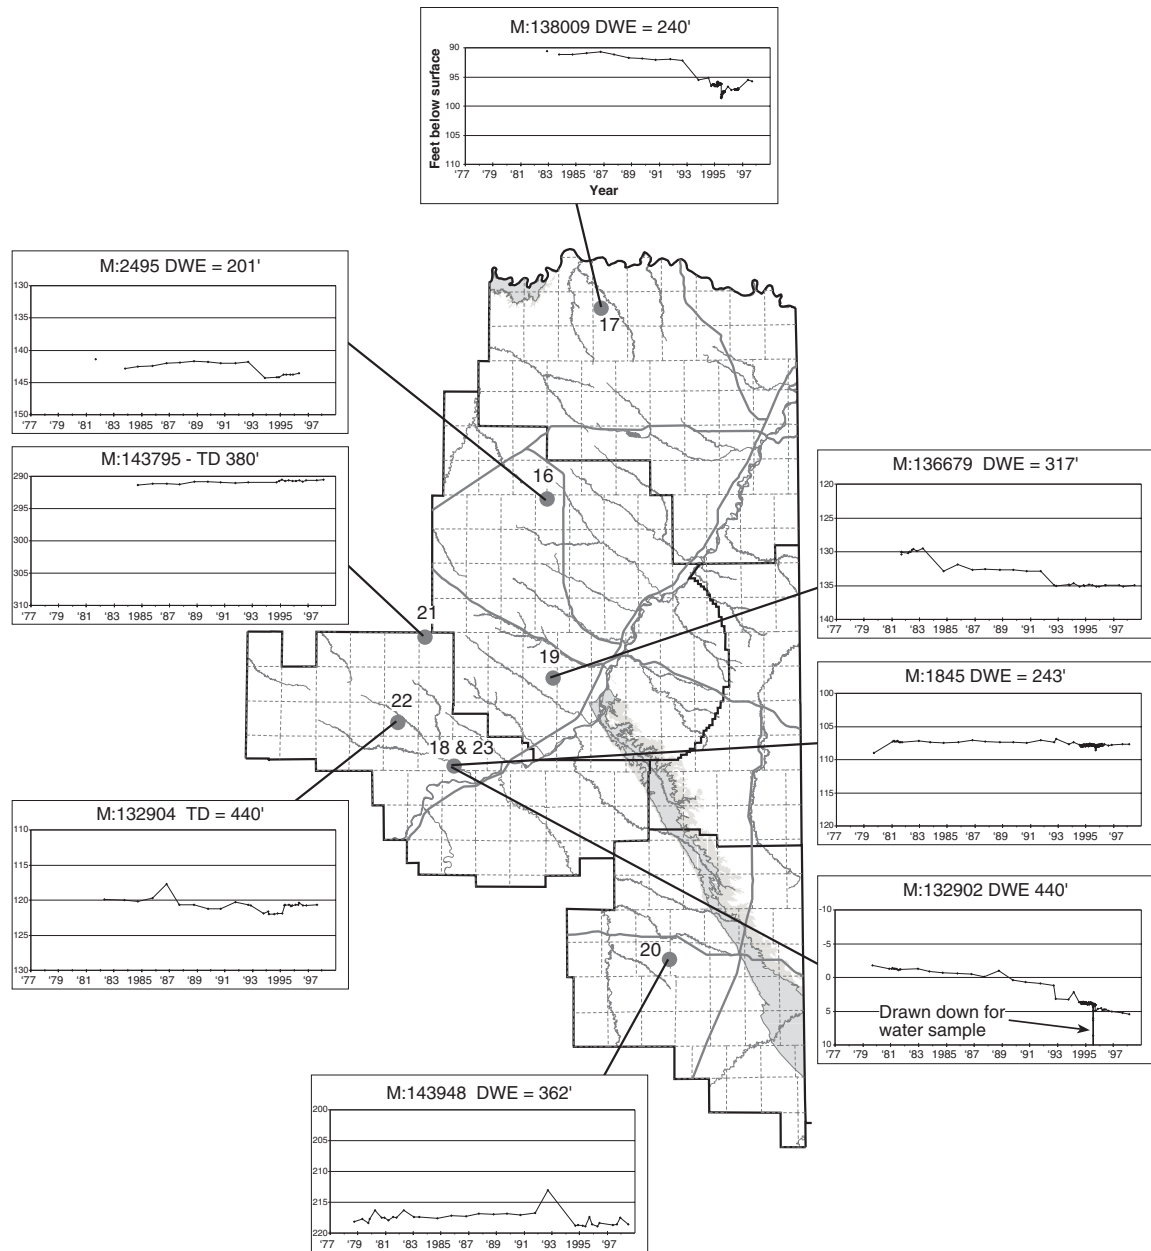 M:138009 DWE = 240'
Feet below surface
90
95
100
105
110
'77 '79 '81 '83 1985 '87 '89 '91 '93 1995 '97
Year
M:2495 DWE = 201'
130
135
140
145
150
'77 '79 '81 '83 1985 '87 '89 '91 '93 1995 '97
17
M:143795 - TD 380'
290
295
300
305
310
'77 '79 '81 '83 1985 '87 '89 '91 '93 1995 '97
16
M:136679 DWE = 317'
120
125
130
135
140
'77 '79 '81 '83 1985 '87 '89 '91 '93 1995 '97
21
19
22
18 & 23
M:1845 DWE = 243'
100
105
110
115
120
'77 '79 '81 '83 1985 '87 '89 '91 '93 1995 '97
M:132904 TD = 440'
110
115
120
125
130
'77 '79 '81 '83 1985 '87 '89 '91 '93 1995 '97
M:132902 DWE 440'
-10
-5
0
5
10
Drawn down for
water sample
'77 '79 '81 '83 1985 '87 '89 '91 '93 1995 '97
20
M:143948 DWE = 362'
200
205
210
215
220
'77 '79 '81 '83 1985 '87 '89 '91 '93 1995 '97